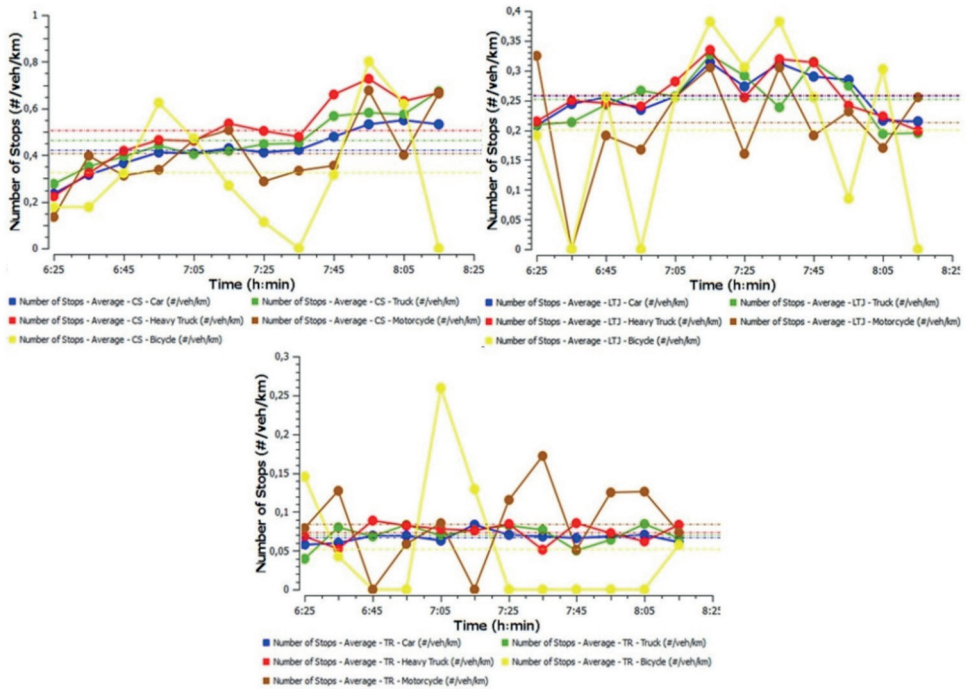 Number of Stops (#/veh/km)
1
0,8
0,6
0,4
0,2
0
6:25
6:45
7:05
7:25
7:45
8:05
8:25
Time (h:min)
Number of Stops - Average - CS - Car (#/veh/km)
Number of Stops - Average - CS - Truck (#/veh/km)
Number of Stops - Average - CS - Heavy Truck (#/veh/km)
Number of Stops - Average - CS - Motorcycle (#/veh/km)
Number of Stops - Average - CS - Bicycle (#/veh/km)
Number of Stops (#/veh/km)
0,4
0,35
0,3
0,25
0,2
0,15
0,1
0,05
0
6:25
6:45
7:05
7:25
7:45
8:05
8:25
Time (h:min)
Number of Stops - Average - LTJ - Car (#/veh/km)
Number of Stops - Average - LTJ - Truck (#/veh/km)
Number of Stops - Average - LTJ - Heavy Truck (#/veh/km)
Number of Stops - Average - LTJ - Motorcycle (#/veh/km)
Number of Stops - Average - LTJ - Bicycle (#/veh/km)
Number of Stops (#/veh/km)
0,3
0,25
0,2
0,15
0,1
0,05
0
6:25
6:45
7:05
7:25
7:45
8:05
8:25
Time (h:min)
Number of Stops - Average - TR - Car (#/veh/km)
Number of Stops - Average - TR - Truck (#/veh/km)
Number of Stops - Average - TR - Heavy Truck (#/veh/km)
Number of Stops - Average - TR - Bicycle (#/veh/km)
Number of Stops - Average - TR - Motorcycle (#/veh/km)